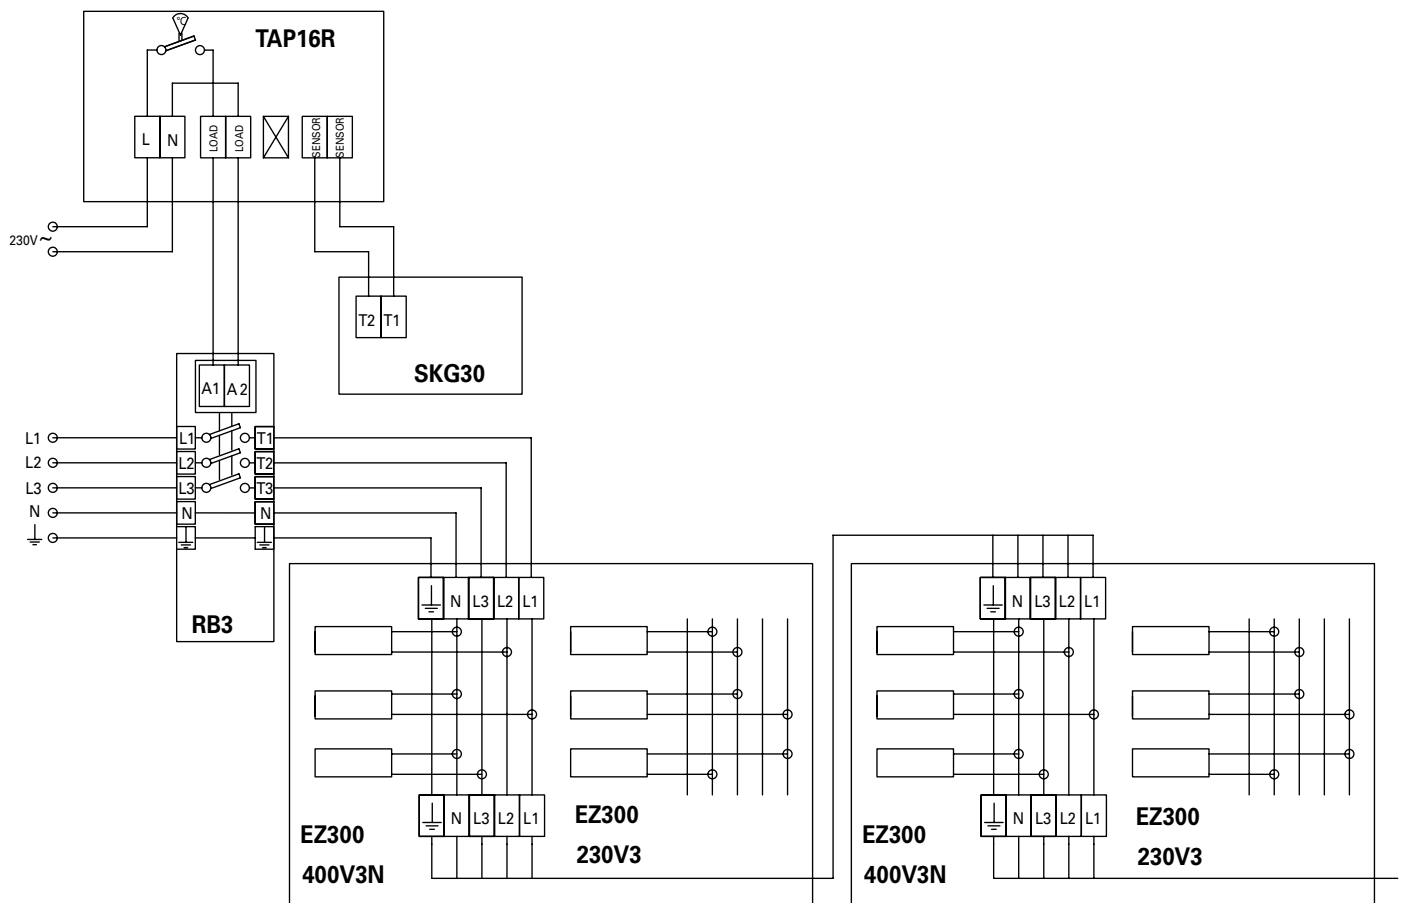 °C
TAP16R
L N LOAD LOAD SENSOR SENSOR
230V~
T2 T1
SKG30
A1 A2
L1 L1 T1
L2 L2 T2
L3 L3 T3
N N N
RB3
N L3 L2 L1
N L3 L2 L1
N L3 L2 L1
EZ300
400V3N
EZ300
230V3
N L3 L2 L1
EZ300
400V3N
EZ300
230V3